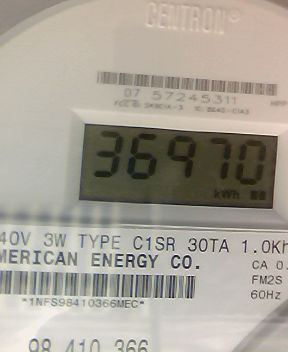 CENTRON®
07 57245311
36970
kWh
40V 3W TYPE C1SR 30TA 1.0Kh
MERICAN ENERGY CO.
CA 0.
FM2S
60Hz
*1NFS98410366MEC*
98 410 366